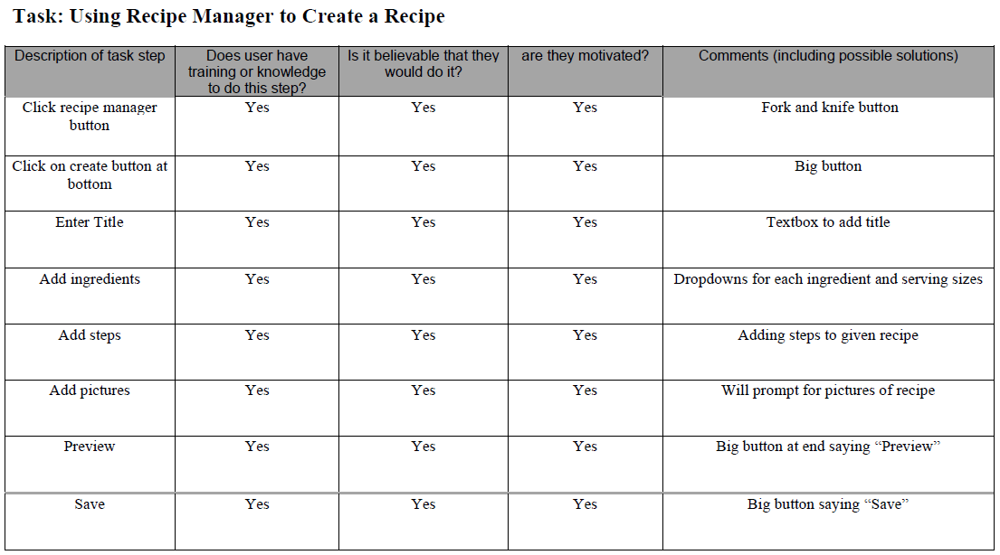 Task: Using Recipe Manager to Create a Recipe
Description of task step
Does user have
training or knowledge
to do this step?
Is it believable that they
would do it?
are they motivated?
Comments (including possible solutions)
Click recipe manager
button
Yes
Yes
Yes
Fork and knife button
Click on create button at
bottom
Yes
Yes
Yes
Big button
Enter Title
Yes
Yes
Yes
Textbox to add title
Add ingredients
Yes
Yes
Yes
Dropdowns for each ingredient and serving sizes
Add steps
Yes
Yes
Yes
Adding steps to given recipe
Add pictures
Yes
Yes
Yes
Will prompt for pictures of recipe
Preview
Yes
Yes
Yes
Big button at end saying “Preview”
Save
Yes
Yes
Yes
Big button saying “Save”